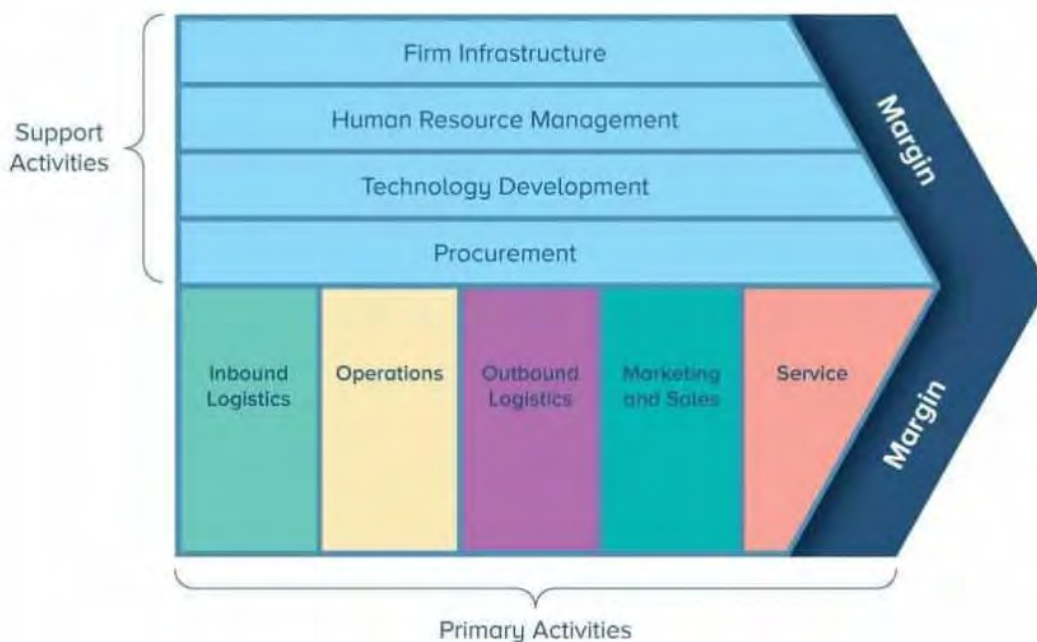 Firm Infrastructure
Human Resource Management
Technology Development
Procurement
Support
Activities
Margin
Inbound
Logistics
Operations
Outbound
Logistics
Marketing
and Sales
Service
Margin
Primary Activities